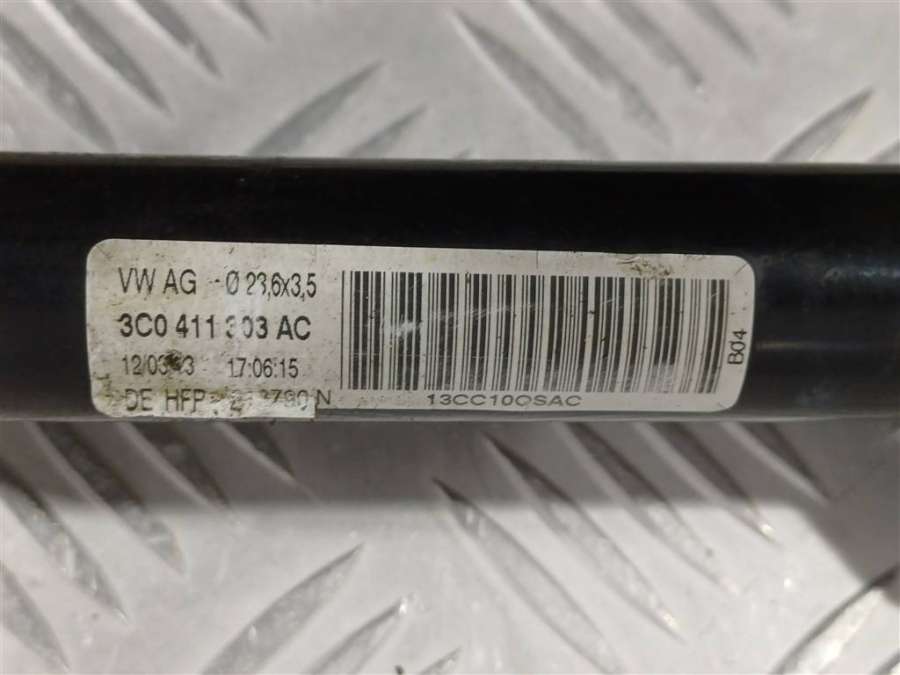 VW AG - Ø 23,6x3,5
3C0 411 303 AC
17:06:15
DE HFP
13CC10QSAC
B04